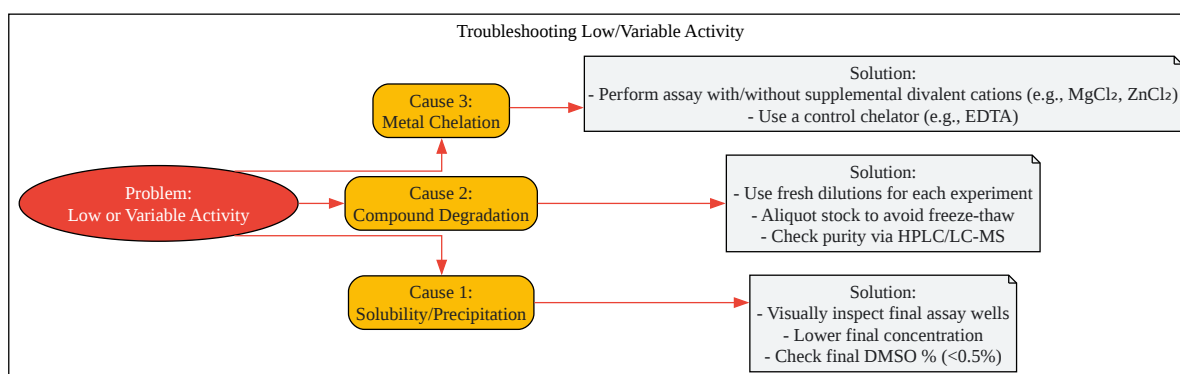 Troubleshooting Low/Variable Activity
Problem:
Low or Variable Activity
Cause 3:
Metal Chelation
Solution:
- Perform assay with/without supplemental divalent cations (e.g., MgCl₂, ZnCl₂)
- Use a control chelator (e.g., EDTA)
Cause 2:
Compound Degradation
Solution:
- Use fresh dilutions for each experiment
- Aliquot stock to avoid freeze-thaw
- Check purity via HPLC/LC-MS
Cause 1:
Solubility/Precipitation
Solution:
- Visually inspect final assay wells
- Lower final concentration
- Check final DMSO % (<0.5%)